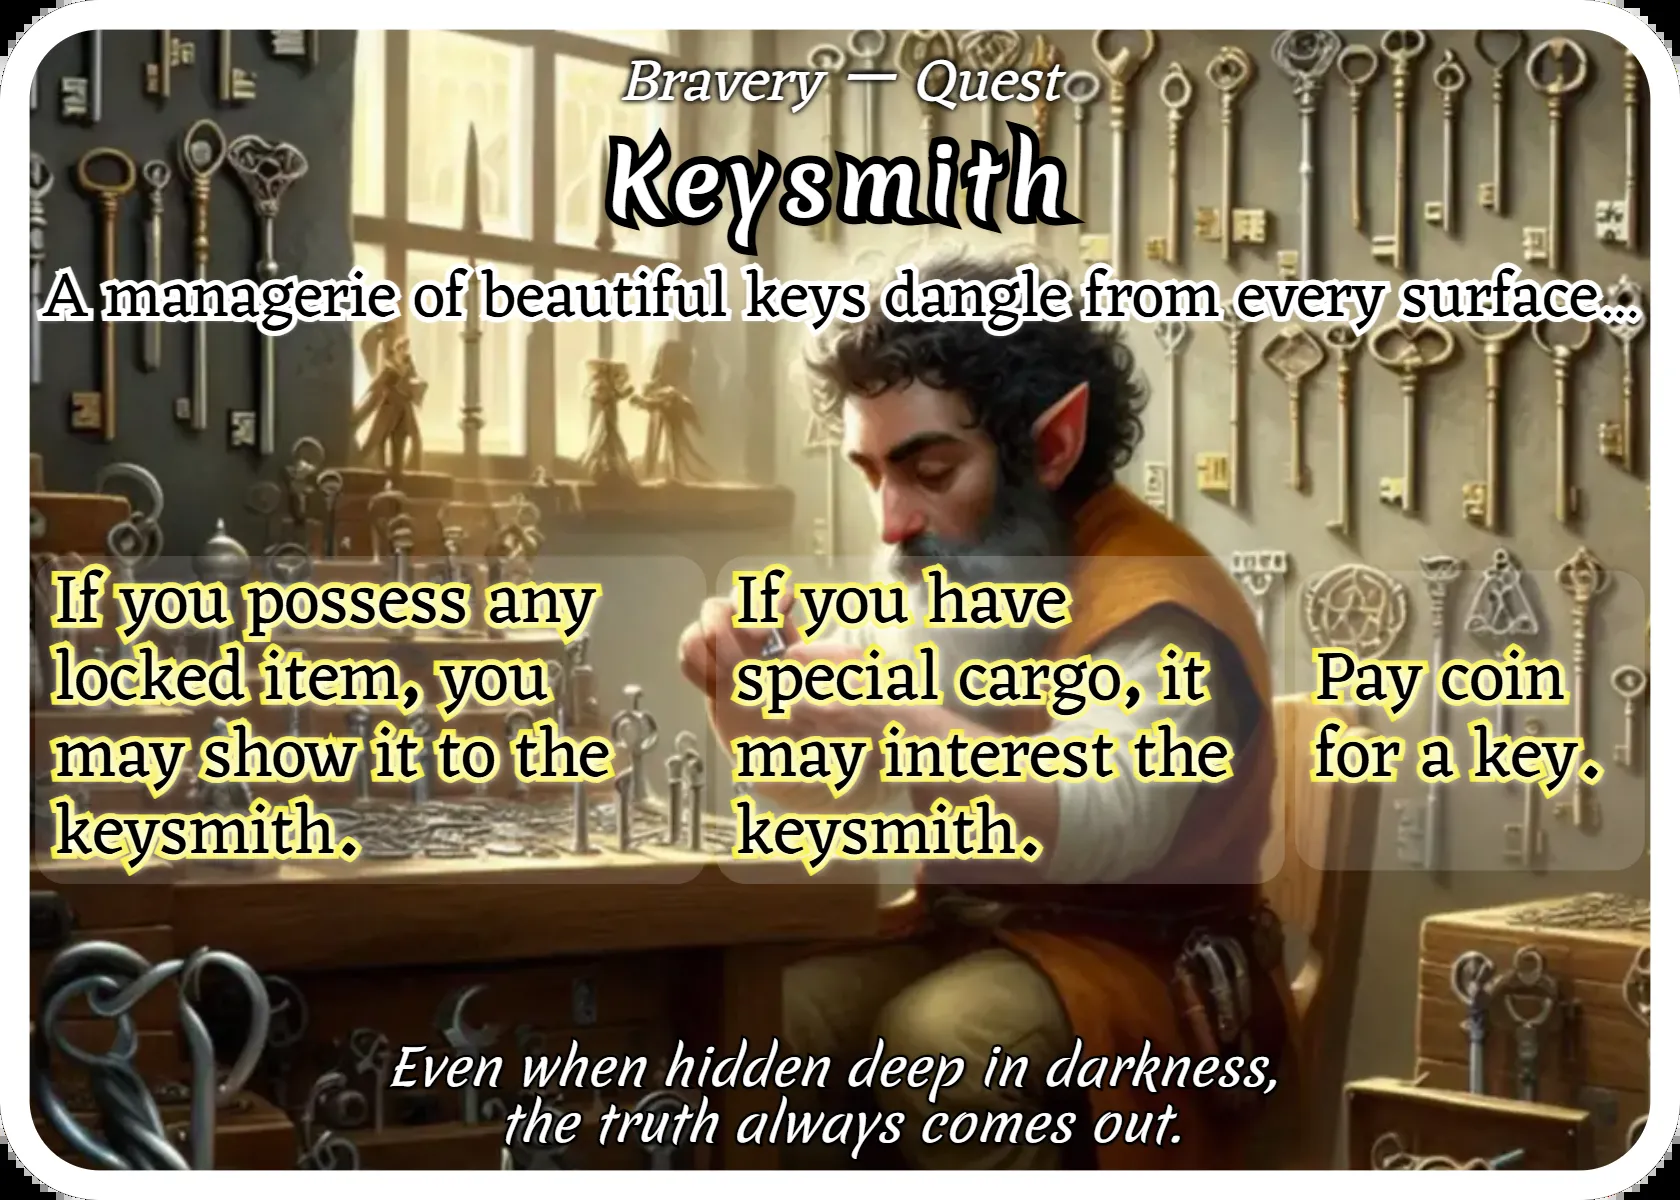 Bravery — Quest
Keysmith
A managerie of beautiful keys dangle from every surface...
If you possess any
locked item, you
may show it to the
keysmith.
If you have
special cargo, it
may interest the
keysmith.
Pay coin
for a key.
Even when hidden deep in darkness,
the truth always comes out.